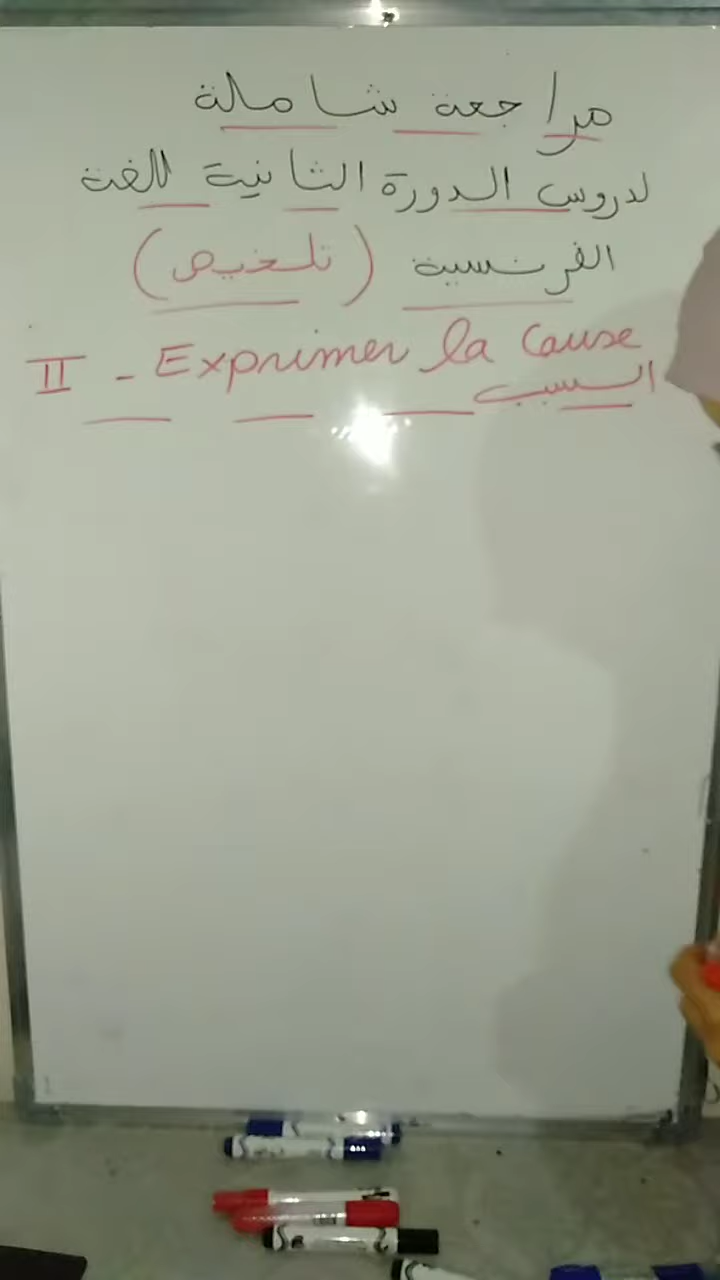 مراجعة شاملة
لدروس الدورة الثانية للغة
الفرنسية (تلخيص)
II - Exprimer la Cause
السبب